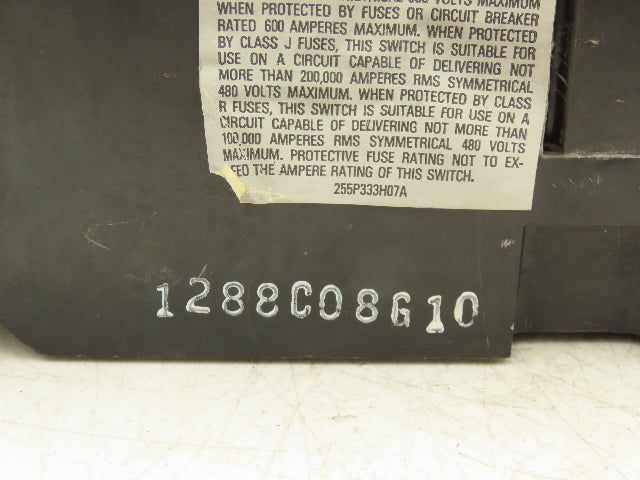 VOLTS MAXIMUM
WHEN PROTECTED BY FUSES OR CIRCUIT BREAKER
RATED 600 AMPERES MAXIMUM. WHEN PROTECTED
BY CLASS J FUSES, THIS SWITCH IS SUITABLE FOR
USE ON A CIRCUIT CAPABLE OF DELIVERING NOT
MORE THAN 200,000 AMPERES RMS SYMMETRICAL
480 VOLTS MAXIMUM. WHEN PROTECTED BY CLASS
R FUSES, THIS SWITCH IS SUITABLE FOR USE ON A
CIRCUIT CAPABLE OF DELIVERING NOT MORE THAN
100,000 AMPERES RMS SYMMETRICAL 480 VOLTS
MAXIMUM. PROTECTIVE FUSE RATING NOT TO EX-
CEED THE AMPERE RATING OF THIS SWITCH.
255P333H07A
1288C08G10